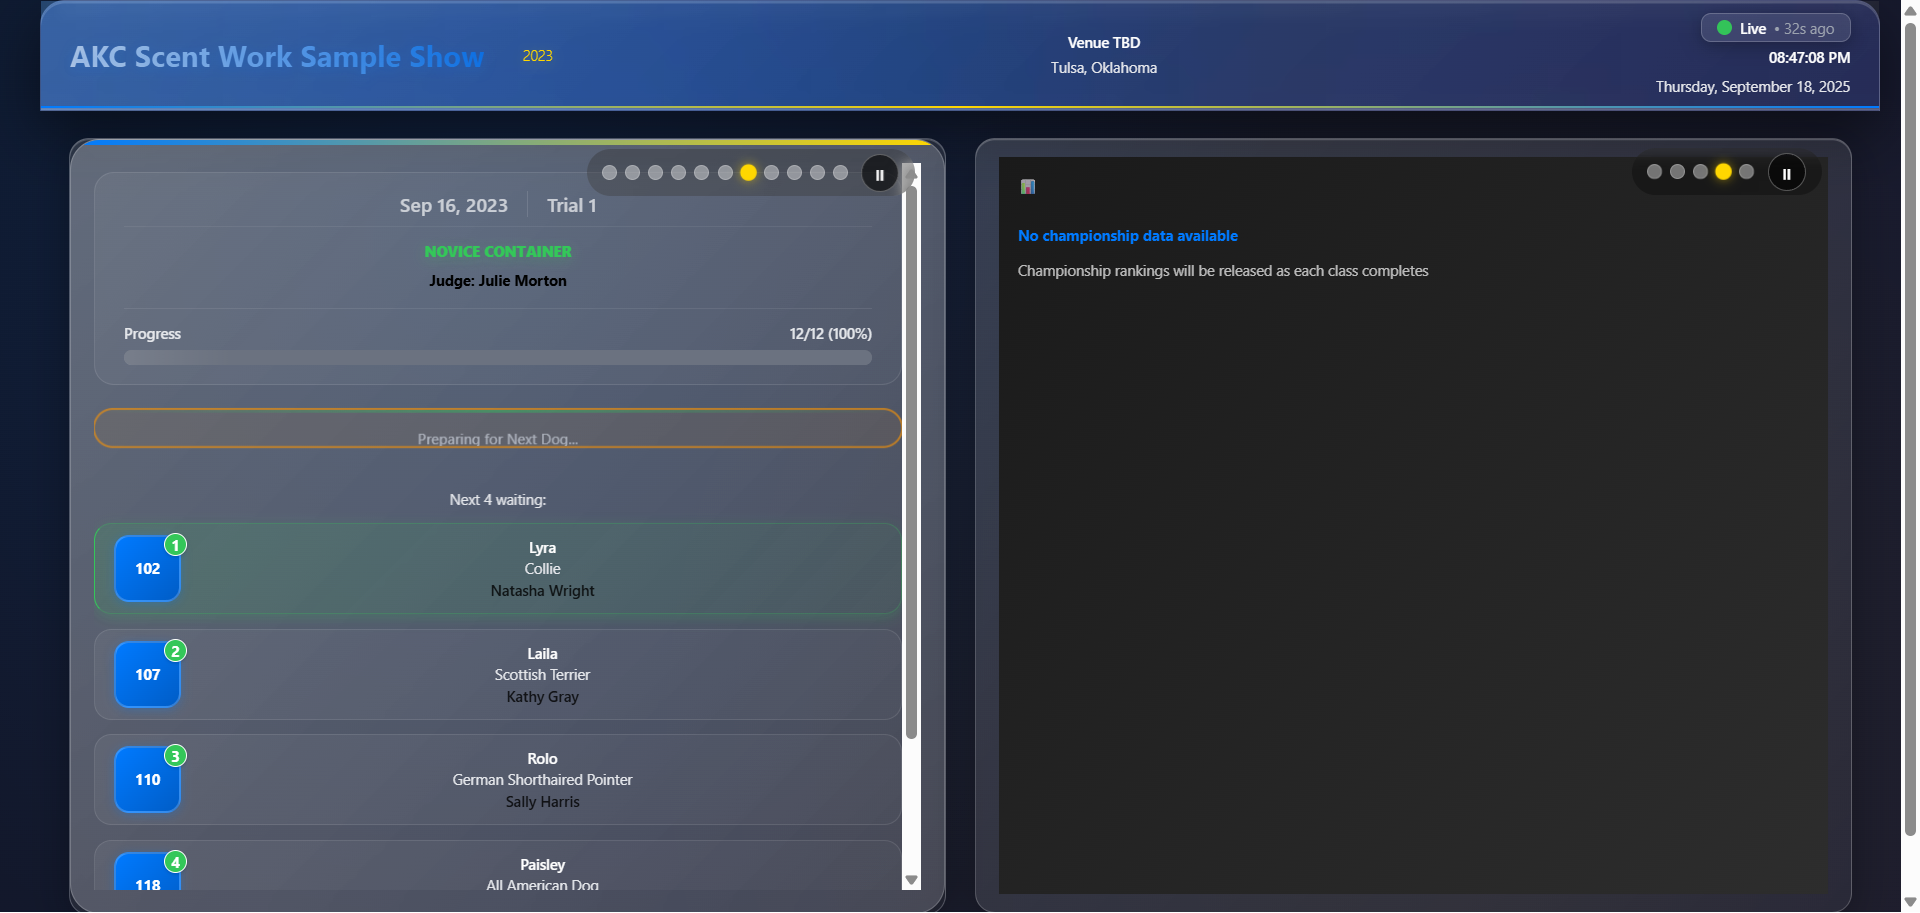 AKC Scent Work Sample Show
2023
Venue TBD
Tulsa, Oklahoma
Live • 32s ago
08:47:08 PM
Thursday, September 18, 2025
Sep 16, 2023
Trial 1
NOVICE CONTAINER
Judge: Julie Morton
Progress
12/12 (100%)
Preparing for Next Dog...
Next 4 waiting:
1
102
Lyra
Collie
Natasha Wright
2
107
Laila
Scottish Terrier
Kathy Gray
3
110
Rolo
German Shorthaired Pointer
Sally Harris
4
118
Paisley
All American Dog
No championship data available
Championship rankings will be released as each class completes